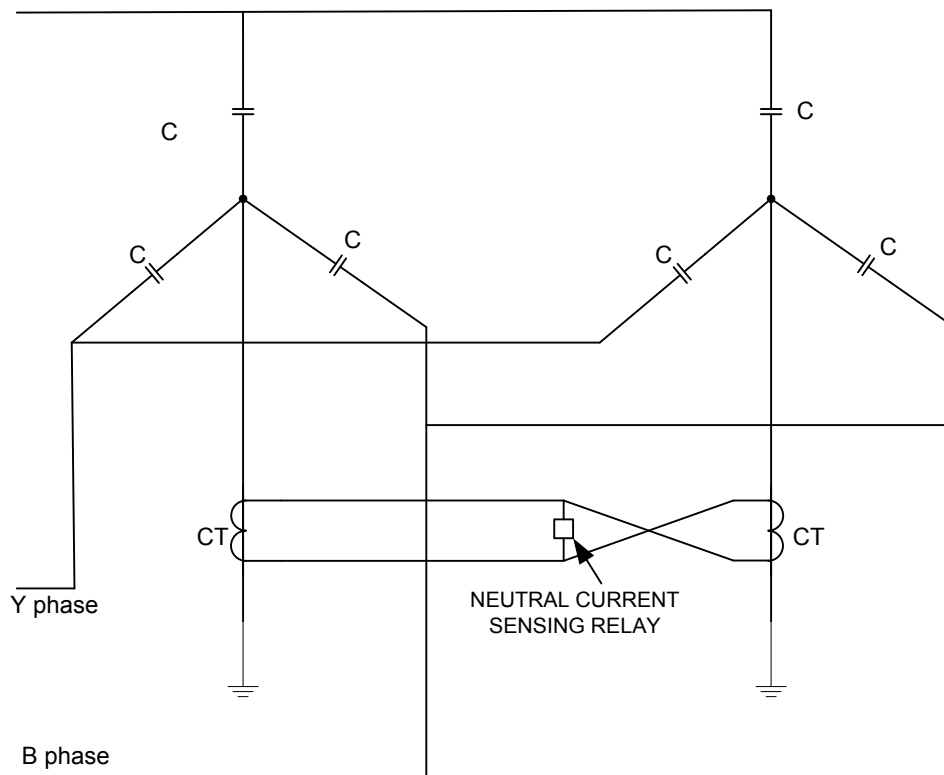 C
C
C
C
C
C
CT
CT
Y phase
NEUTRAL CURRENT
SENSING RELAY
B phase